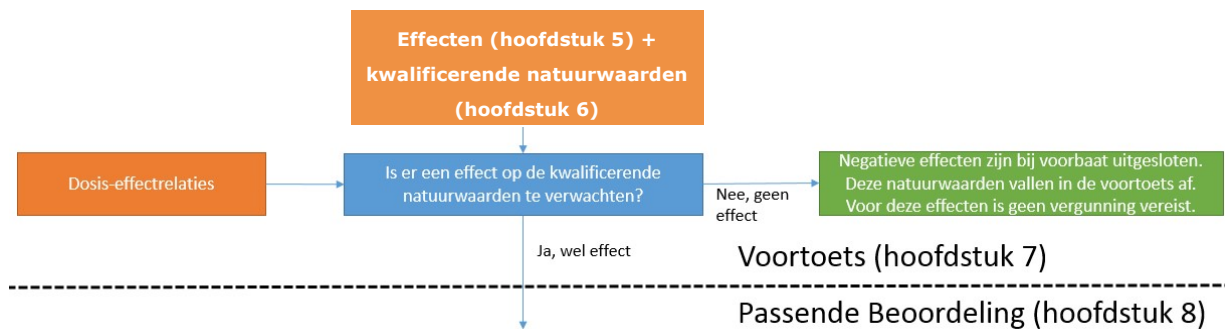 Effecten (hoofdstuk 5) +
kwalificerende natuurwaarden
(hoofdstuk 6)
Dosis-effectrelaties
Is er een effect op de kwalificerende
natuurwaarden te verwachten?
Nee, geen
effect
Negatieve effecten zijn bij voorbaat uitgesloten.
Deze natuurwaarden vallen in de voortoets af.
Voor deze effecten is geen vergunning vereist.
Ja, wel effect
Voortoets (hoofdstuk 7)
Passende Beoordeling (hoofdstuk 8)